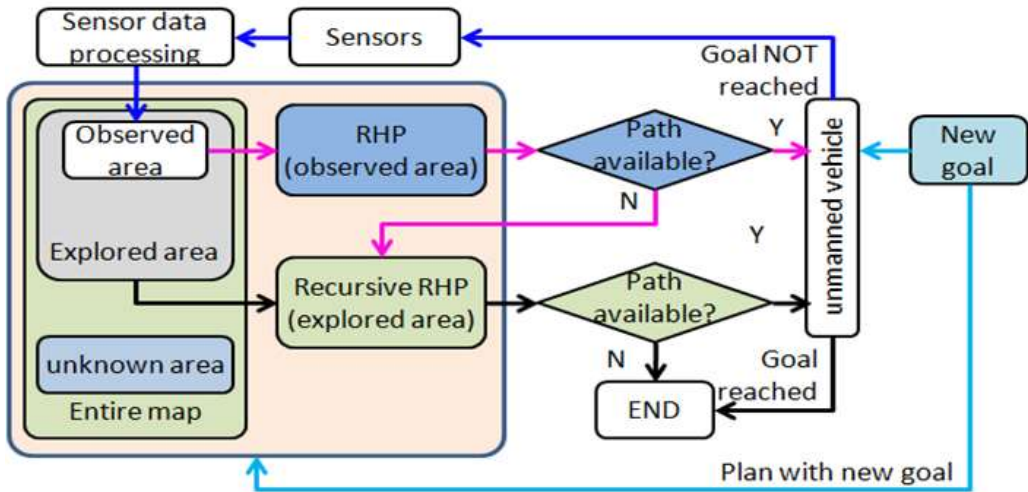 Sensor data
processing
Sensors
Goal NOT
reached
Observed
area
RHP
(observed area)
Path
available?
Y
New
goal
unmanned vehicle
N
Explored area
Y
Recursive RHP
(explored area)
Path
available?
unknown area
Entire map
N
Goal
reached
END
Plan with new goal